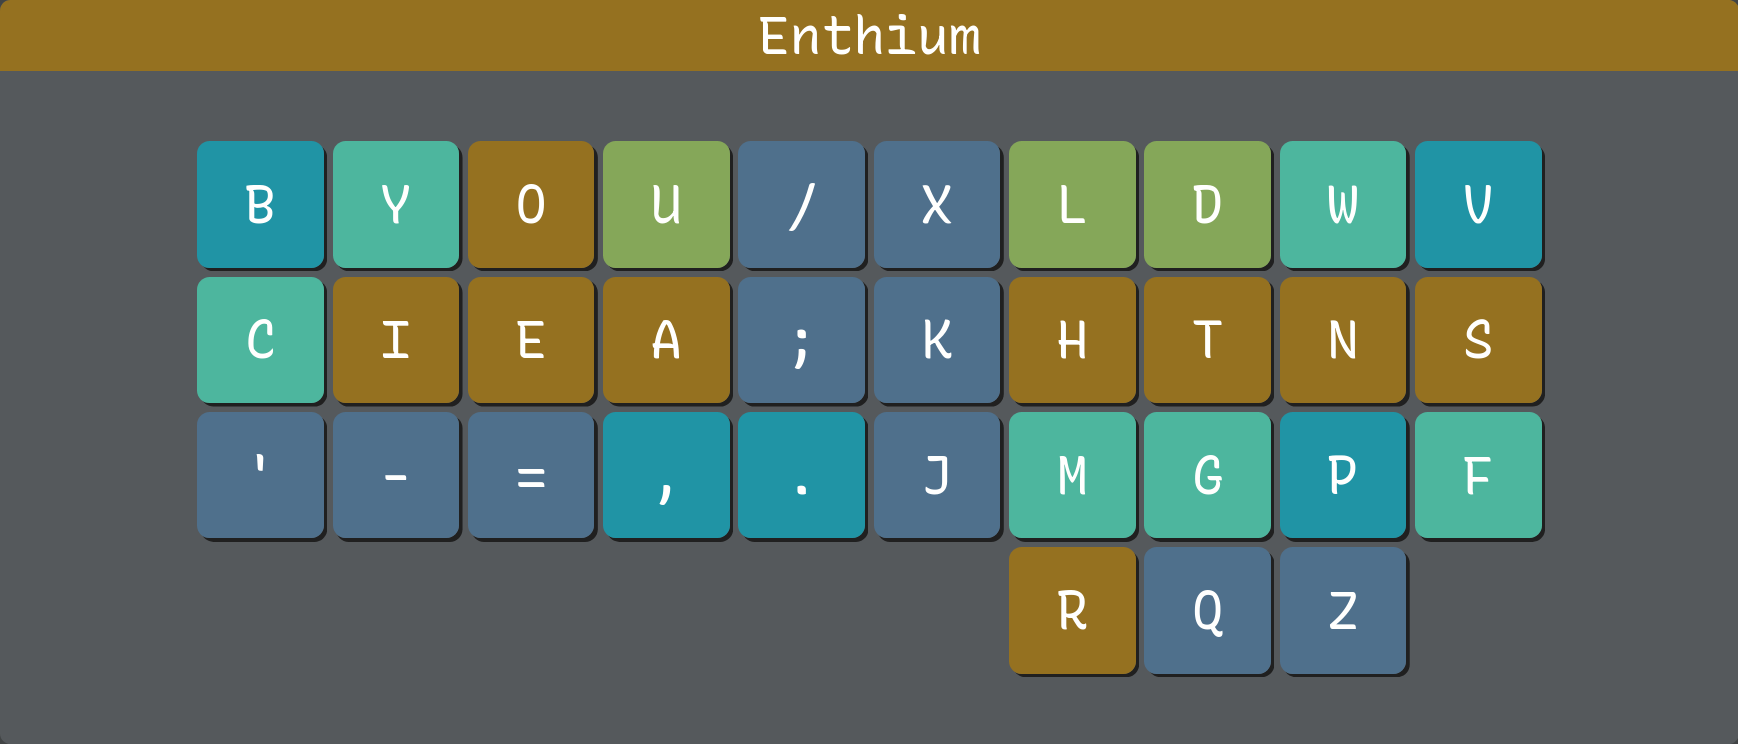 Enthium
B Y O U / X L D W V
C I E A ; K H T N S
' - = , . J M G P F
R Q Z